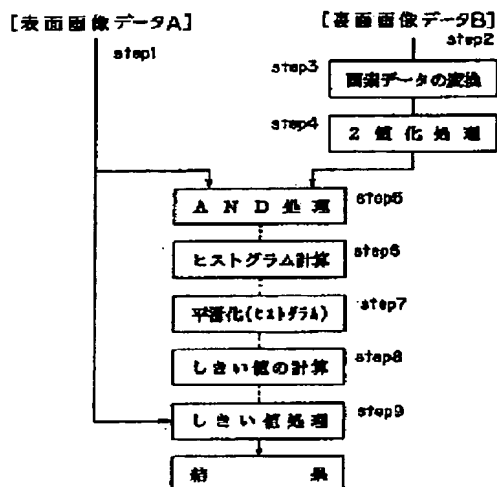 [表面画像データA]
[裏面画像データB]
step1
step2
step3
画素データの変換
step4
2値化処理
AND処理
step5
ヒストグラム計算
step6
平滑化(ヒストグラム)
step7
しきい値の計算
step8
しきい値処理
step9
結果